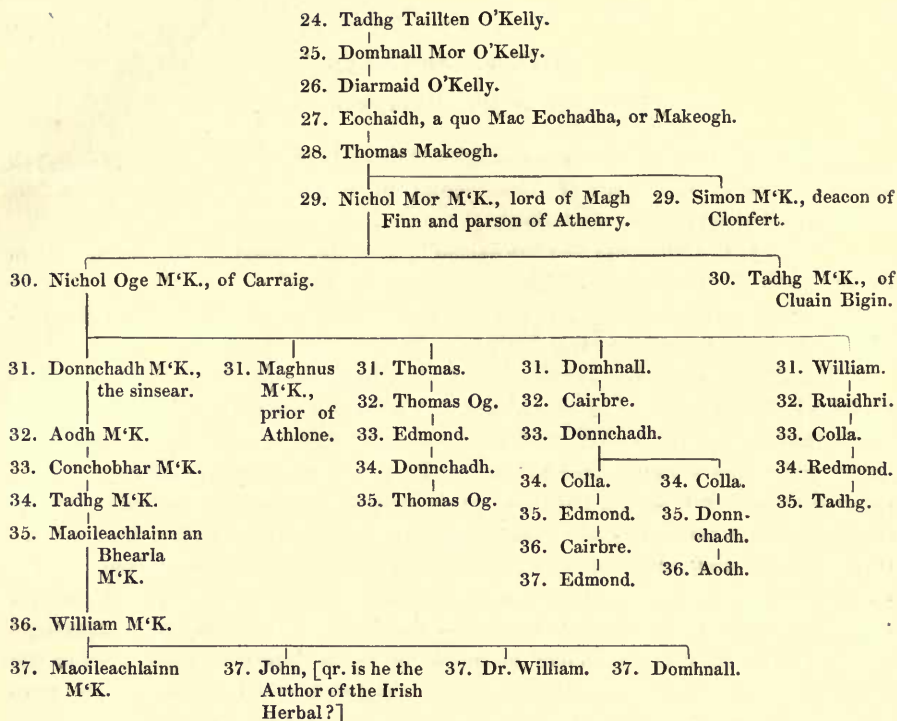 24. Tadhg Taillten O'Kelly.
25. Domhnall Mor O'Kelly.
26. Diarmaid O'Kelly.
27. Eochaidh, a quo Mac Eochadha, or Makeogh.
28. Thomas Makeogh.
29. Nichol Mor M'K., lord of Magh
Finn and parson of Athenry.
29. Simon M'K., deacon of
Clonfert.
30. Nichol Oge M'K., of Carraig.
30. Tadhg M'K., of
Cluain Bigin.
31. Donnchadh M'K.,
the sinsear.
32. Aodh M'K.
33. Conchobhar M'K.
34. Tadhg M'K.
35. Maoileachlainn an
Bhearla
M'K.
36. William M'K.
31. Maghnus
M'K.,
prior of
Athlone.
31. Thomas.
32. Thomas Og.
33. Edmond.
34. Donnchadh.
35. Thomas Og.
31. Domhnall.
32. Cairbre.
33. Donnchadh.
34. Colla.
35. Edmond.
36. Cairbre.
37. Edmond.
34. Colla.
35. Donn-
chadh.
36. Aodh.
31. William.
32. Ruaidhri.
33. Colla.
34. Redmond.
35. Tadhg.
37. Maoileachlainn
M'K.
37. John, [qr. is he the
Author of the Irish
Herbal?]
37. Dr. William.
37. Domhnall.